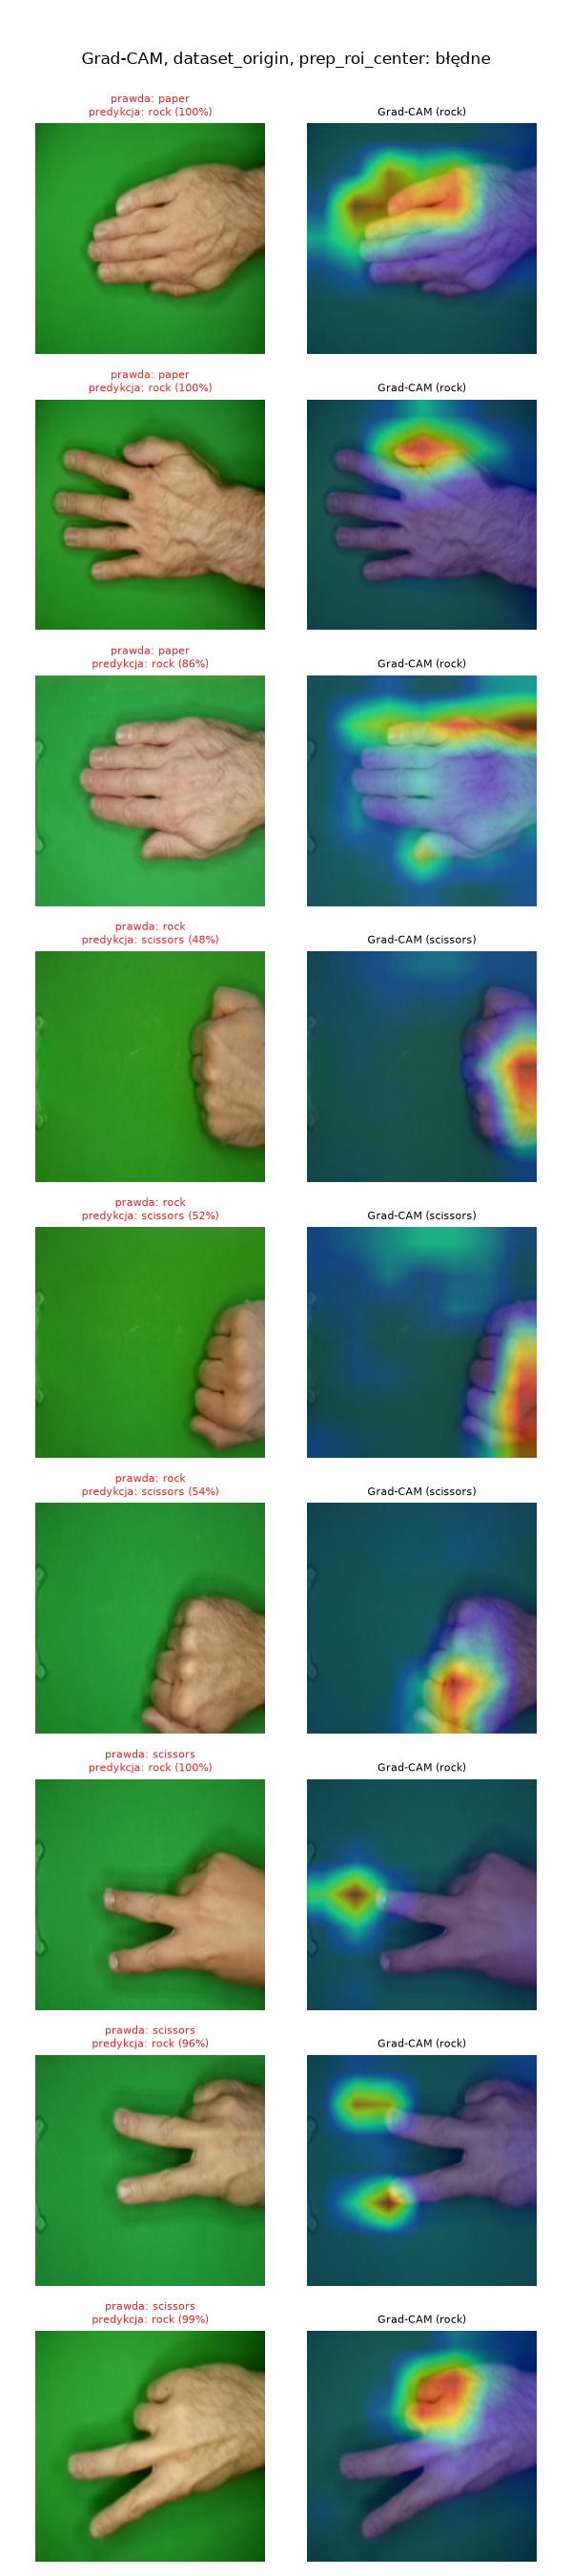 Grad-CAM, dataset_origin, prep_roi_center: błędne
prawda: paper
predykcja: rock (100%)
Grad-CAM (rock)
prawda: paper
predykcja: rock (100%)
Grad-CAM (rock)
prawda: paper
predykcja: rock (86%)
Grad-CAM (rock)
prawda: rock
predykcja: scissors (48%)
Grad-CAM (scissors)
prawda: rock
predykcja: scissors (52%)
Grad-CAM (scissors)
prawda: rock
predykcja: scissors (54%)
Grad-CAM (scissors)
prawda: scissors
predykcja: rock (100%)
Grad-CAM (rock)
prawda: scissors
predykcja: rock (96%)
Grad-CAM (rock)
prawda: scissors
predykcja: rock (99%)
Grad-CAM (rock)